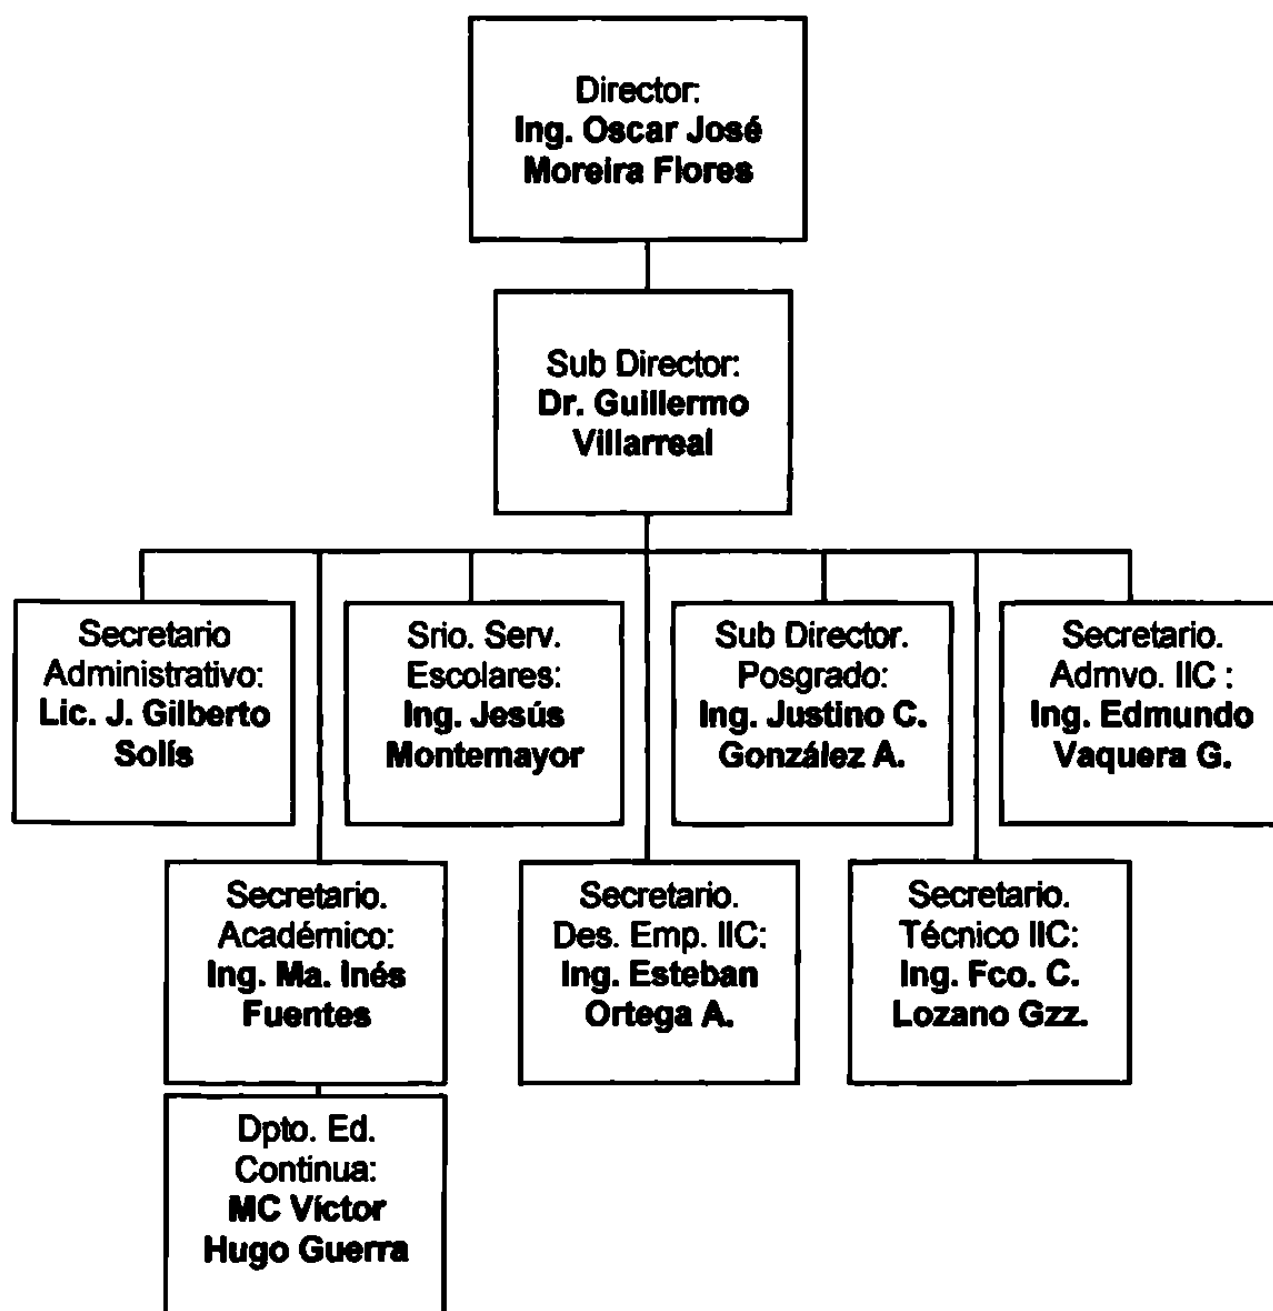 Director:
Ing. Oscar José
Moreira Flores
Sub Director:
Dr. Guillermo
Villarreal
Secretario
Administrativo:
Lic. J. Gilberto
Solís
Srio. Serv.
Escolares:
Ing. Jesús
Montemayor
Sub Director.
Posgrado:
Ing. Justino C.
González A.
Secretario.
Admvo. IIC :
Ing. Edmundo
Vaquera G.
Secretario.
Académico:
Ing. Ma. Inés
Fuentes
Secretario.
Des. Emp. IIC:
Ing. Esteban
Ortega A.
Secretario.
Técnico IIC:
Ing. Fco. C.
Lozano Gzz.
Dpto. Ed.
Continua:
MC Víctor
Hugo Guerra